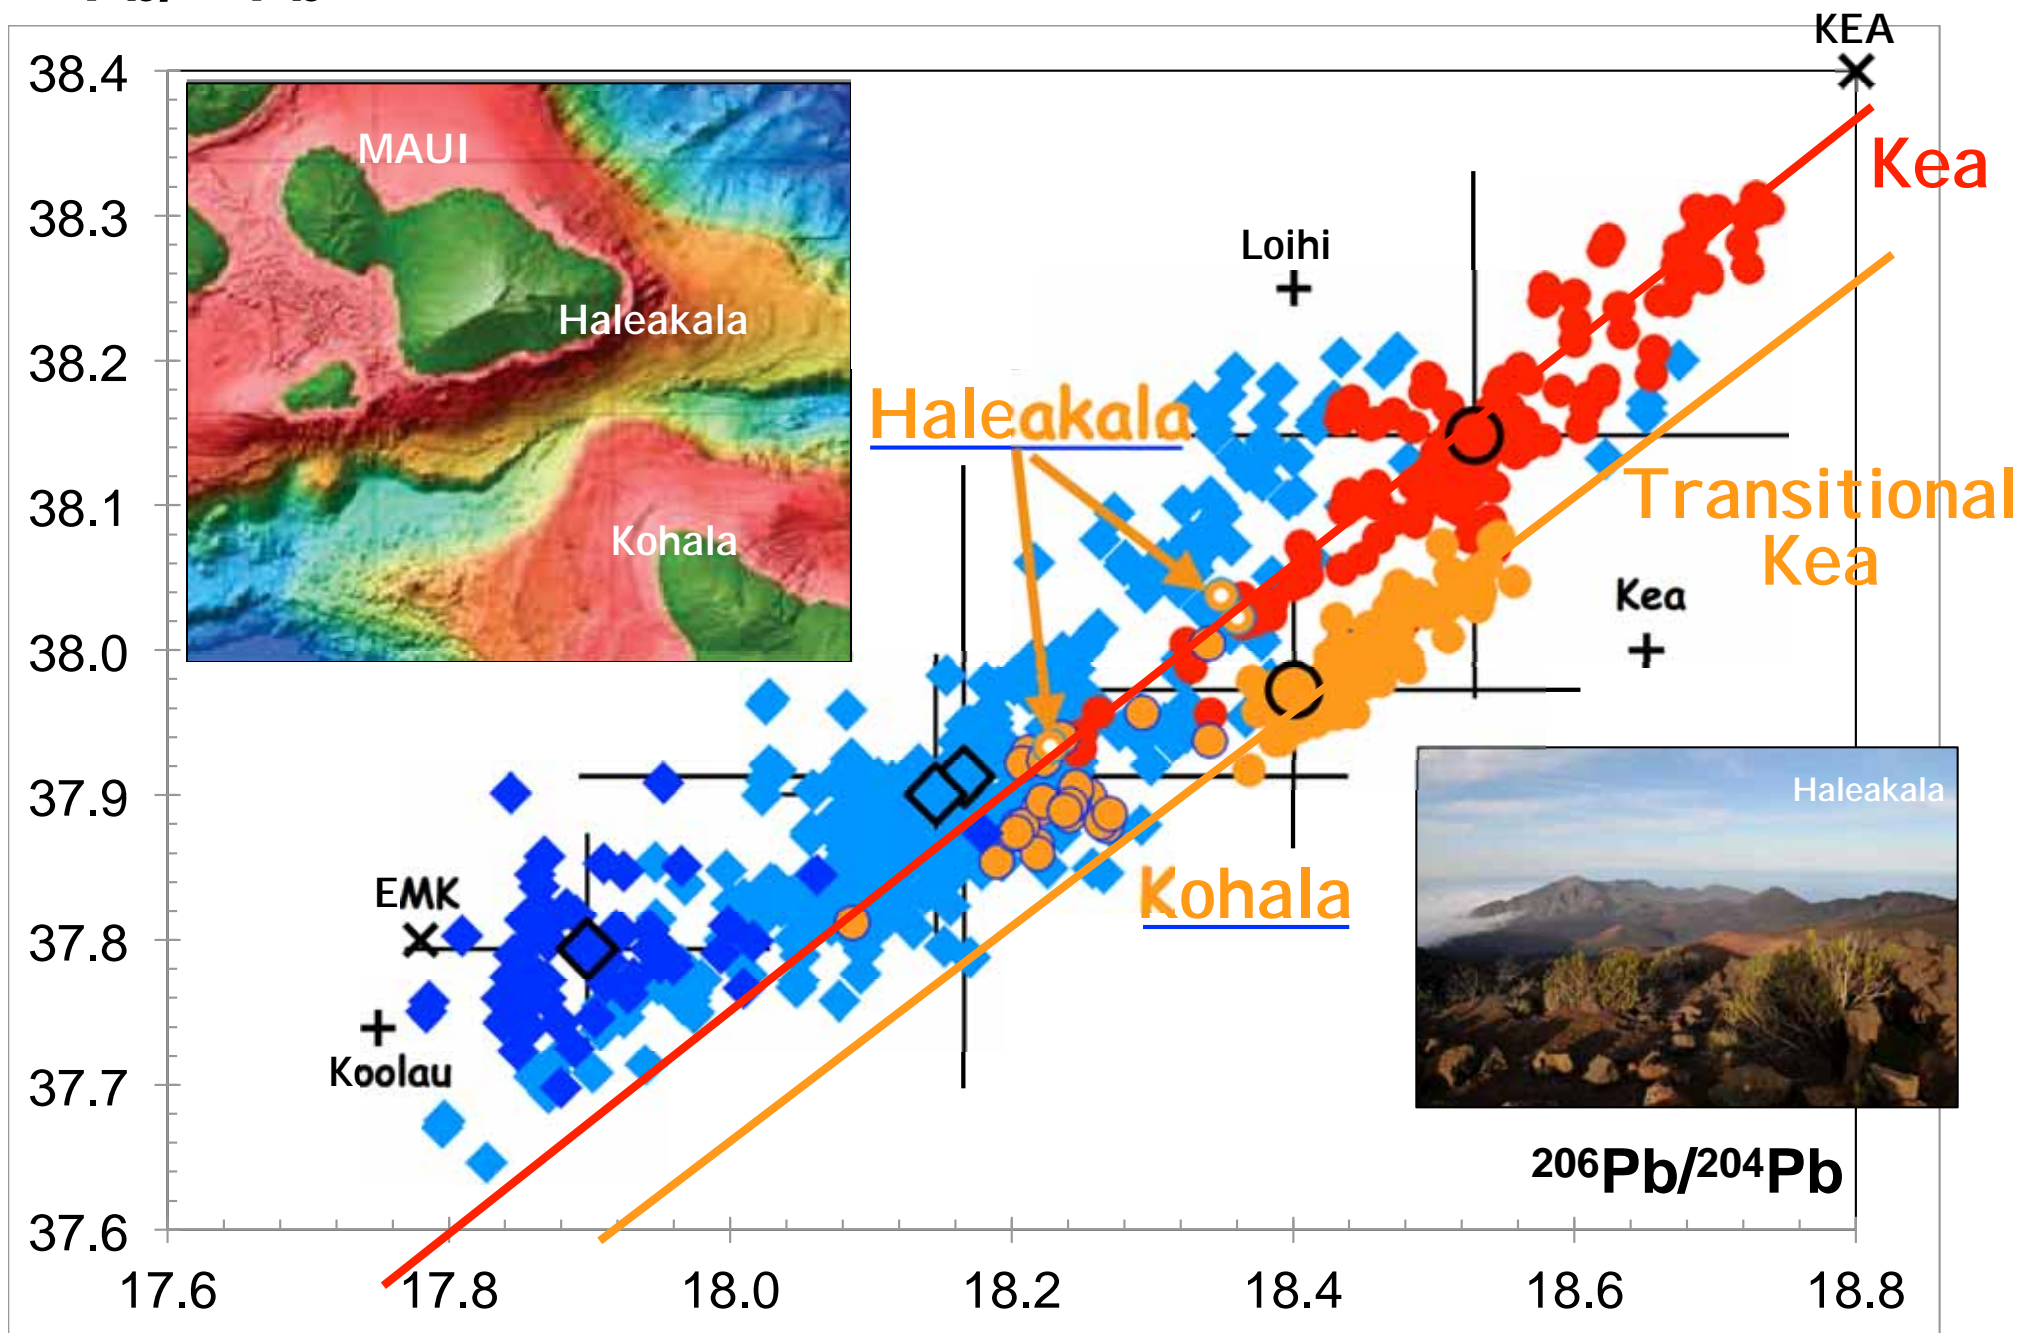 KEA
38.4
MAUI
Kea
38.3
Loihi
Haleakala
38.2
Haleakala
Transitional
Kea
38.1
Kohala
Kea
38.0
37.9
Haleakala
EMK
Kohala
37.8
Koolau
37.7
206Pb/204Pb
37.6
17.6 17.8 18.0 18.2 18.4 18.6 18.8